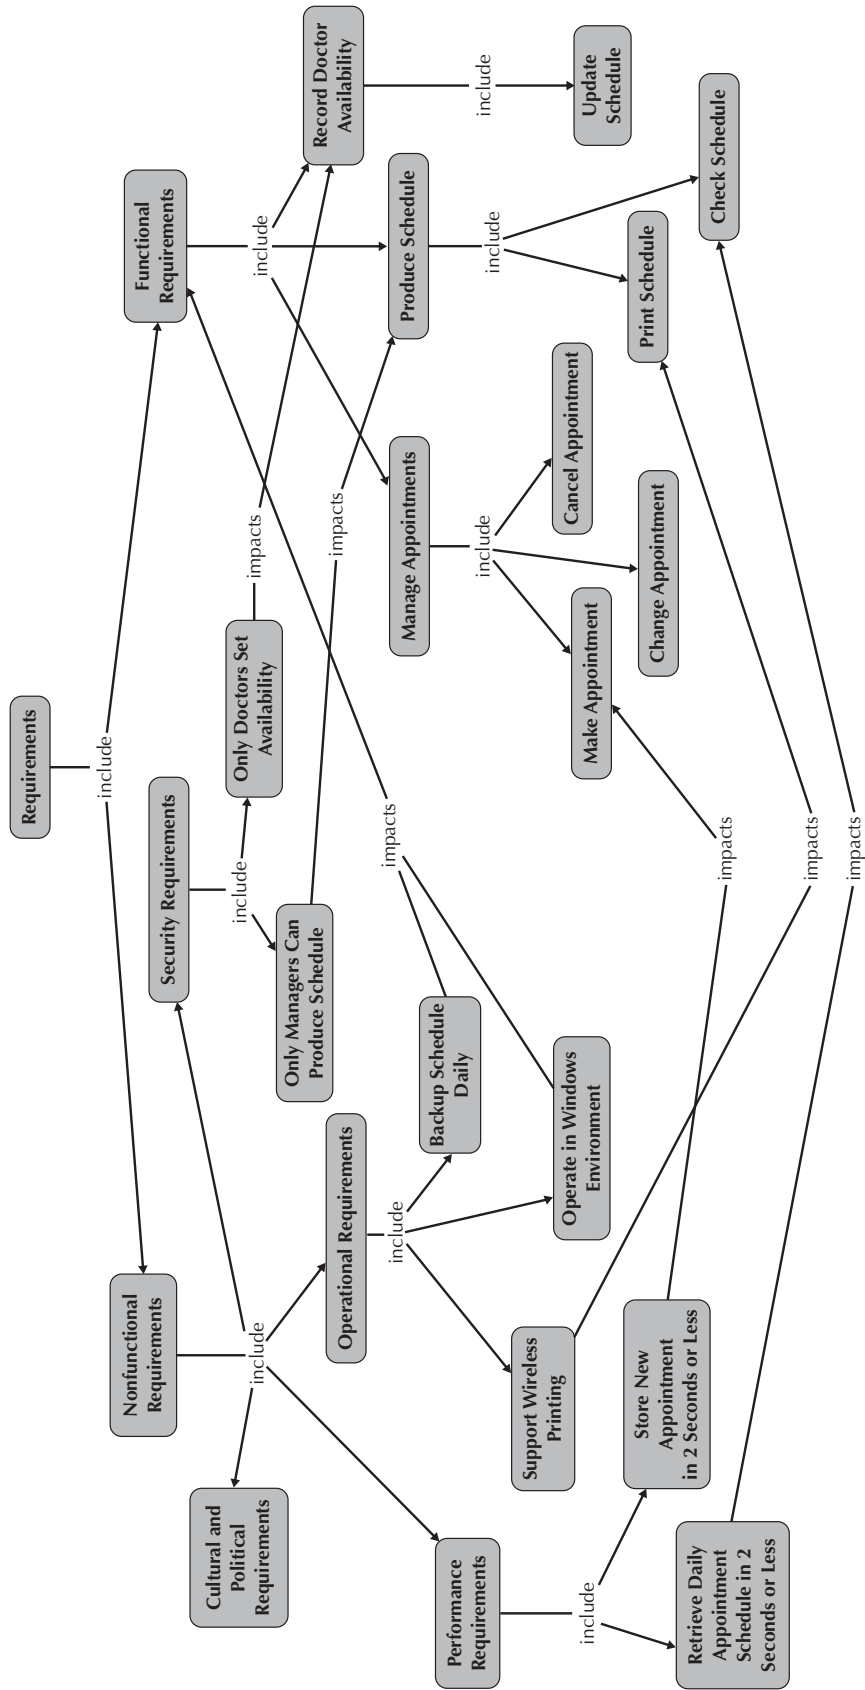 Requirements
include
Nonfunctional
Requirements
Functional
Requirements
include
Cultural and
Political
Requirements
Security Requirements
Operational Requirements
Performance
Requirements
include
Only Managers Can
Produce Schedule
Only Doctors Set
Availability
impacts
impacts
include
Support Wireless
Printing
Operate in Windows
Environment
Backup Schedule
Daily
impacts
include
Retrieve Daily
Appointment
Schedule in 2
Seconds or Less
Store New
Appointment
in 2 Seconds or Less
impacts
impacts
impacts
include
Manage Appointments
Produce Schedule
Record Doctor
Availability
include
Make Appointment
Change Appointment
Cancel Appointment
include
Print Schedule
Check Schedule
include
Update
Schedule